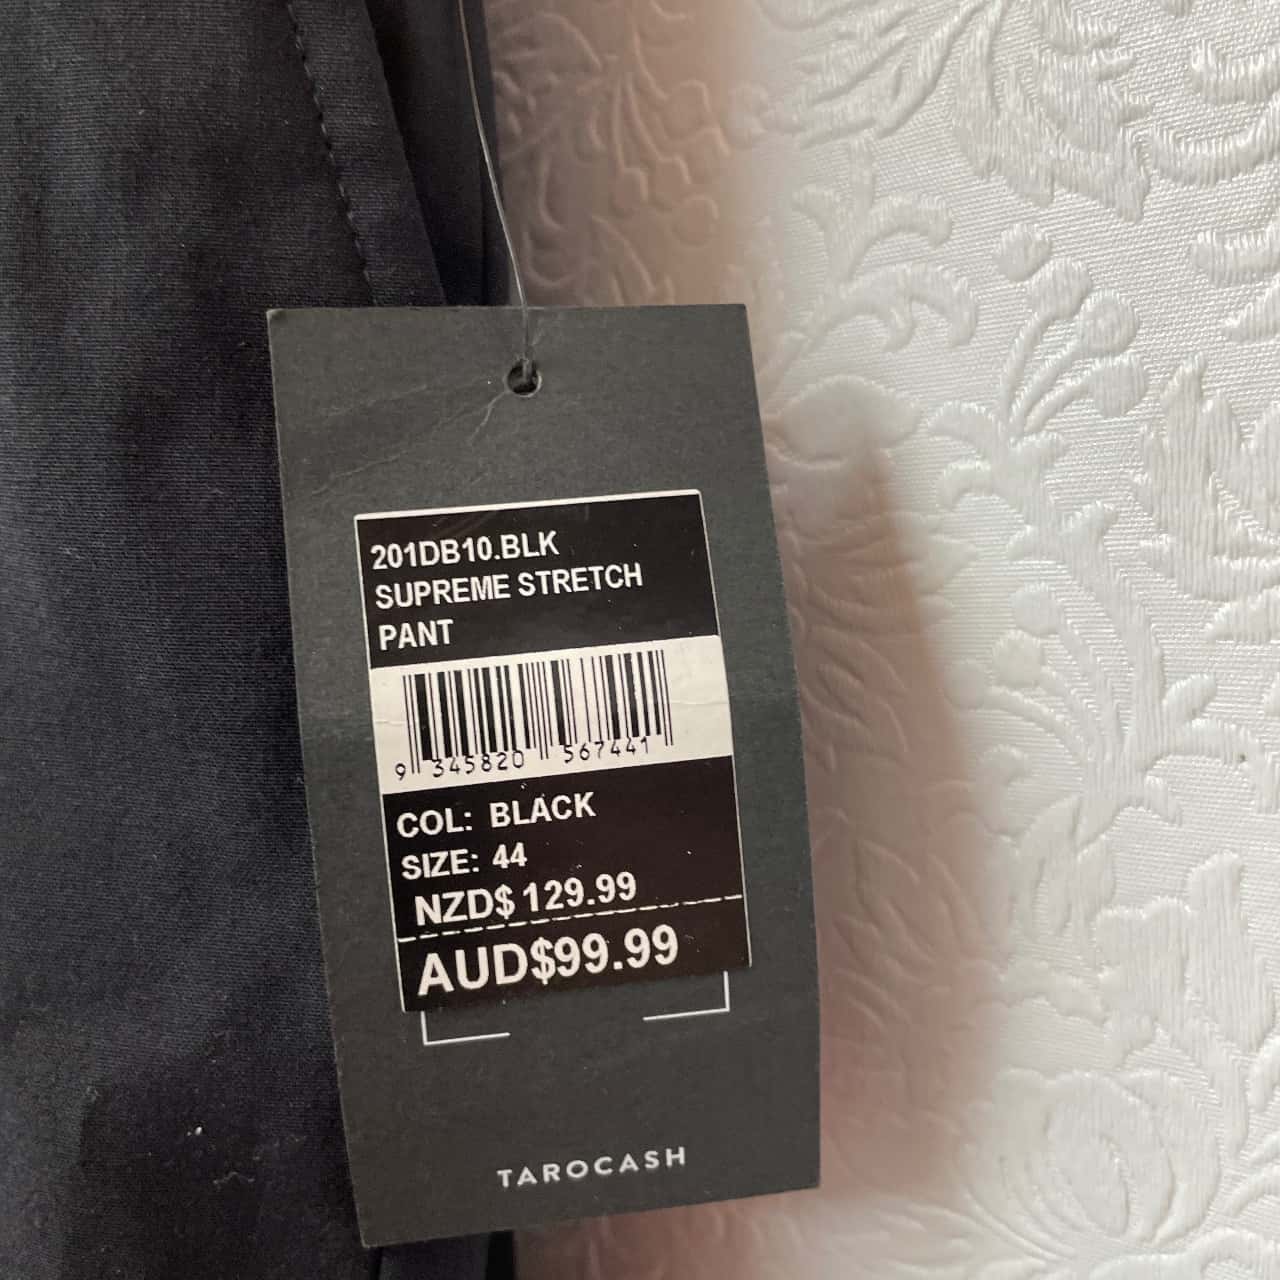 201DB10.BLK
SUPREME STRETCH
PANT
9 345820 567441
COL: BLACK
SIZE: 44
NZD$ 129.99
AUD$99.99
TAROCASH